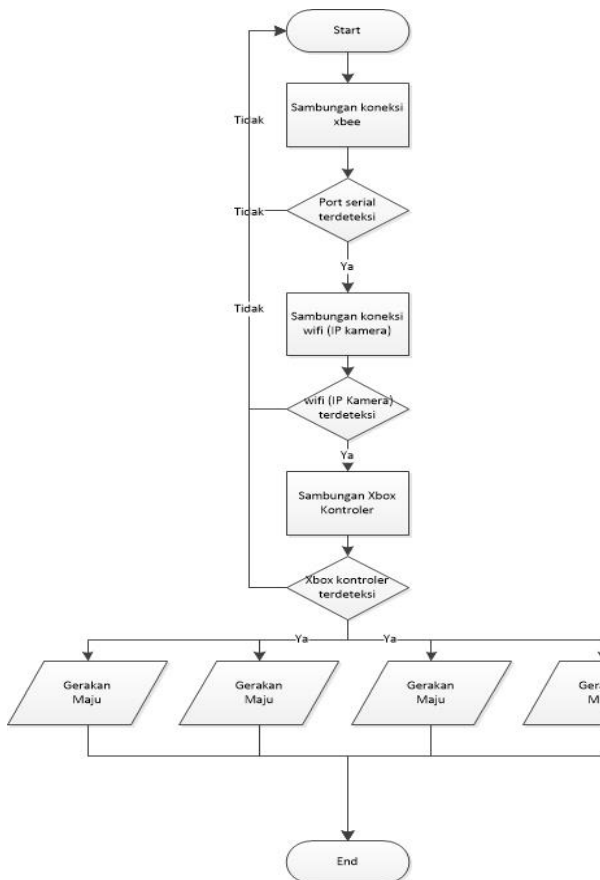 Start
Sambungan koneksi
xbee
Tidak
Port serial
terdeteksi
Tidak
Ya
Sambungan koneksi
wifi (IP kamera)
Tidak
wifi (IP Kamera)
terdeteksi
Ya
Sambungan Xbox
Kontroler
Xbox kontroler
terdeteksi
Ya
Ya
Gerakan
Maju
Gerakan
Maju
Gerakan
Maju
End